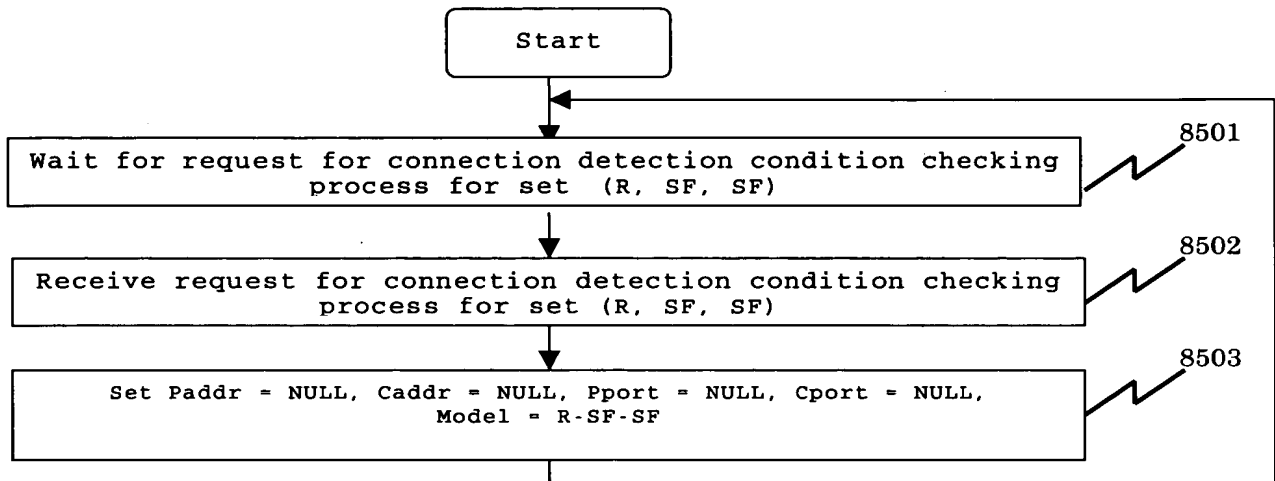 Start
8501
Wait for request for connection detection condition checking
process for set (R, SF, SF)
8502
Receive request for connection detection condition checking
process for set (R, SF, SF)
8503
Set Paddr = NULL, Caddr = NULL, Pport = NULL, Cport = NULL,
Model = R-SF-SF